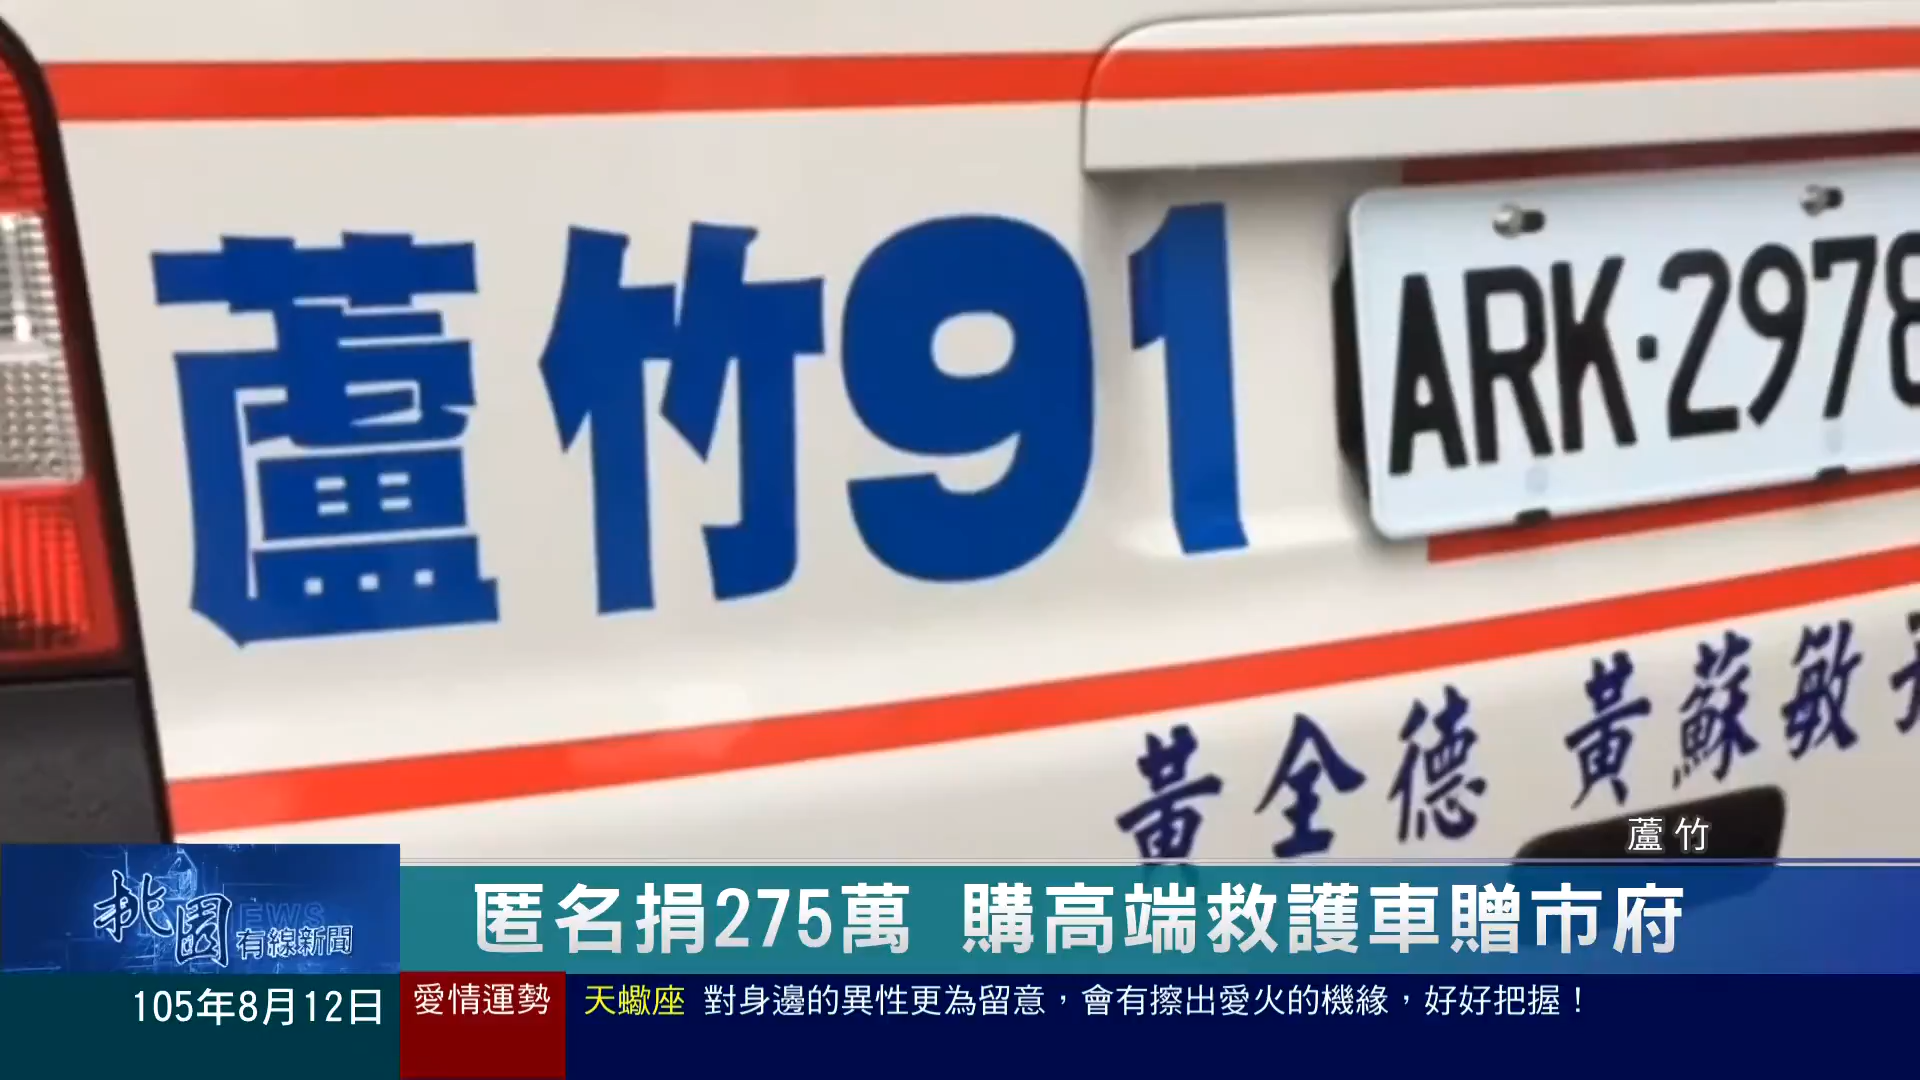 蘆竹91
ARK·2978
黃全德 黃蘇敏
蘆竹
匿名捐275萬 購高端救護車贈市府
桃園
NEWS
有線新聞
105年8月12日
愛情運勢
天蠍座 對身邊的異性更為留意，會有擦出愛火的機緣，好好把握！